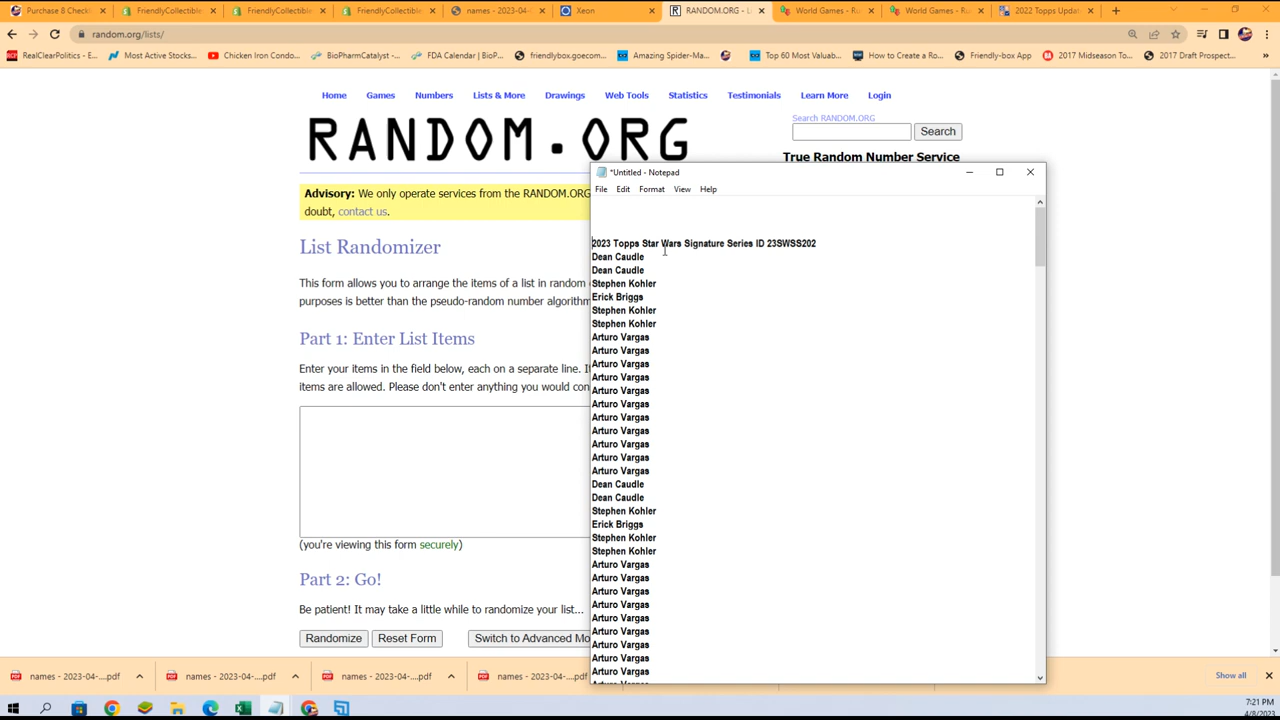 Purchase 8 Checkl
FriendlyCollectible
FriendlyCollectible
FriendlyCollectible
names - 2023-04-
Xeon
RANDOM.ORG - L
World Games - Ru
World Games - Ru
2022 Topps Updat
random.org/lists/
RealClearPolitics - E...
Most Active Stocks...
Chicken Iron Condo...
BioPharmCatalyst -...
FDA Calendar | BioP...
friendlybox.goecom...
Amazing Spider-Ma...
Top 60 Most Valuab...
How to Create a Ro...
Friendly-box App
2017 Midseason To...
2017 Draft Prospect...
Home Games Numbers Lists & More Drawings Web Tools Statistics Testimonials Learn More Login
RANDOM.ORG
Search RANDOM.ORG
Search
True Random Number Service
Advisory: We only operate services from the RANDOM.ORG
doubt, contact us.
List Randomizer
This form allows you to arrange the items of a list in random
purposes is better than the pseudo-random number algorithm
Part 1: Enter List Items
Enter your items in the field below, each on a separate line.
items are allowed. Please don't enter anything you would con
(you're viewing this form securely)
Part 2: Go!
Be patient! It may take a little while to randomize your list...
Randomize Reset Form Switch to Advanced Mo
*Untitled - Notepad
File Edit Format View Help
2023 Topps Star Wars Signature Series ID 23SWSS202
Dean Caudle
Dean Caudle
Stephen Kohler
Erick Briggs
Stephen Kohler
Stephen Kohler
Arturo Vargas
Arturo Vargas
Arturo Vargas
Arturo Vargas
Arturo Vargas
Arturo Vargas
Arturo Vargas
Arturo Vargas
Arturo Vargas
Arturo Vargas
Arturo Vargas
Dean Caudle
Dean Caudle
Stephen Kohler
Erick Briggs
Stephen Kohler
Stephen Kohler
Arturo Vargas
Arturo Vargas
Arturo Vargas
Arturo Vargas
Arturo Vargas
Arturo Vargas
Arturo Vargas
Arturo Vargas
Arturo Vargas
names - 2023-04-....pdf
names - 2023-04-....pdf
names - 2023-04-....pdf
names - 2023-04-....pdf
Show all
7:21 PM
4/8/2023